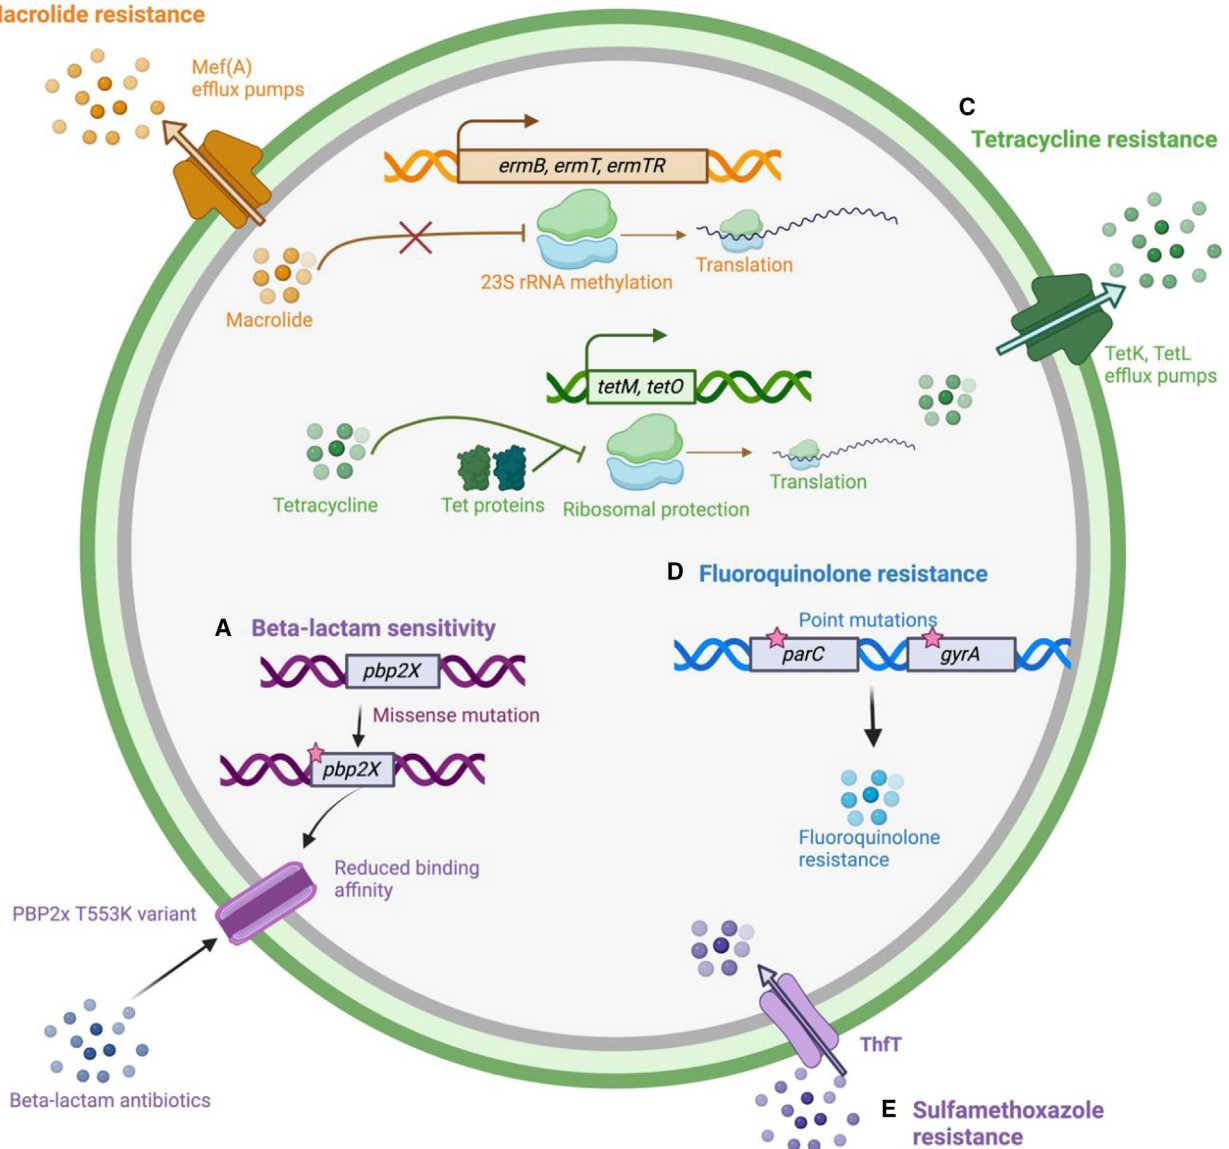 acrolide resistance
Mef(A)
efflux pumps
ermB, ermT, ermTR
23S rRNA methylation
Translation
Macrolide
C
Tetracycline resistance
TetK, TetL
efflux pumps
tetM, tetO
Tetracycline
Tet proteins
Ribosomal protection
Translation
D Fluoroquinolone resistance
Point mutations
parC
gyrA
Fluoroquinolone
resistance
A Beta-lactam sensitivity
pbp2X
Missense mutation
pbp2X
Reduced binding
affinity
PBP2x T553K variant
Beta-lactam antibiotics
ThfT
E Sulfamethoxazole
resistance